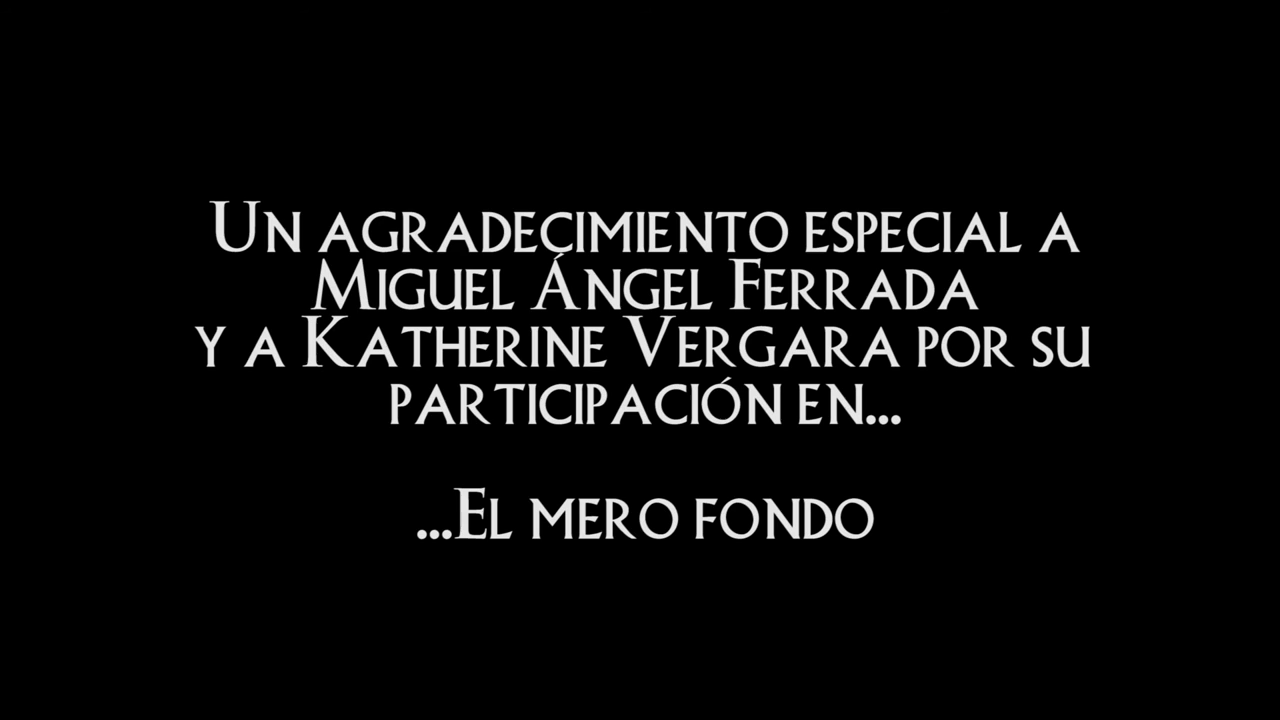 Un agradecimiento especial a
Miguel Ángel Ferrada
y a Katherine Vergara por su
participación en...
...El mero fondo